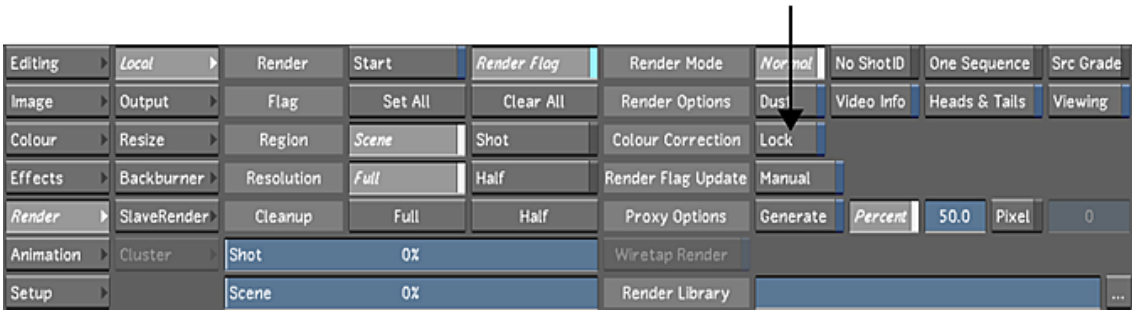 Editing Local Render Start Render Flag Render Mode Normal No ShotID One Sequence Src Grade
Image Output Flag Set All Clear All Render Options Dust Video Info Heads & Tails Viewing
Colour Resize Region Scene Shot Colour Correction Lock
Effects Backburner Resolution Full Half Render Flag Update Manual
Render SlaveRender Cleanup Full Half Proxy Options Generate Percent 50.0 Pixel 0
Animation Cluster Shot 0% Wiretap Render
Setup Scene 0% Render Library ...